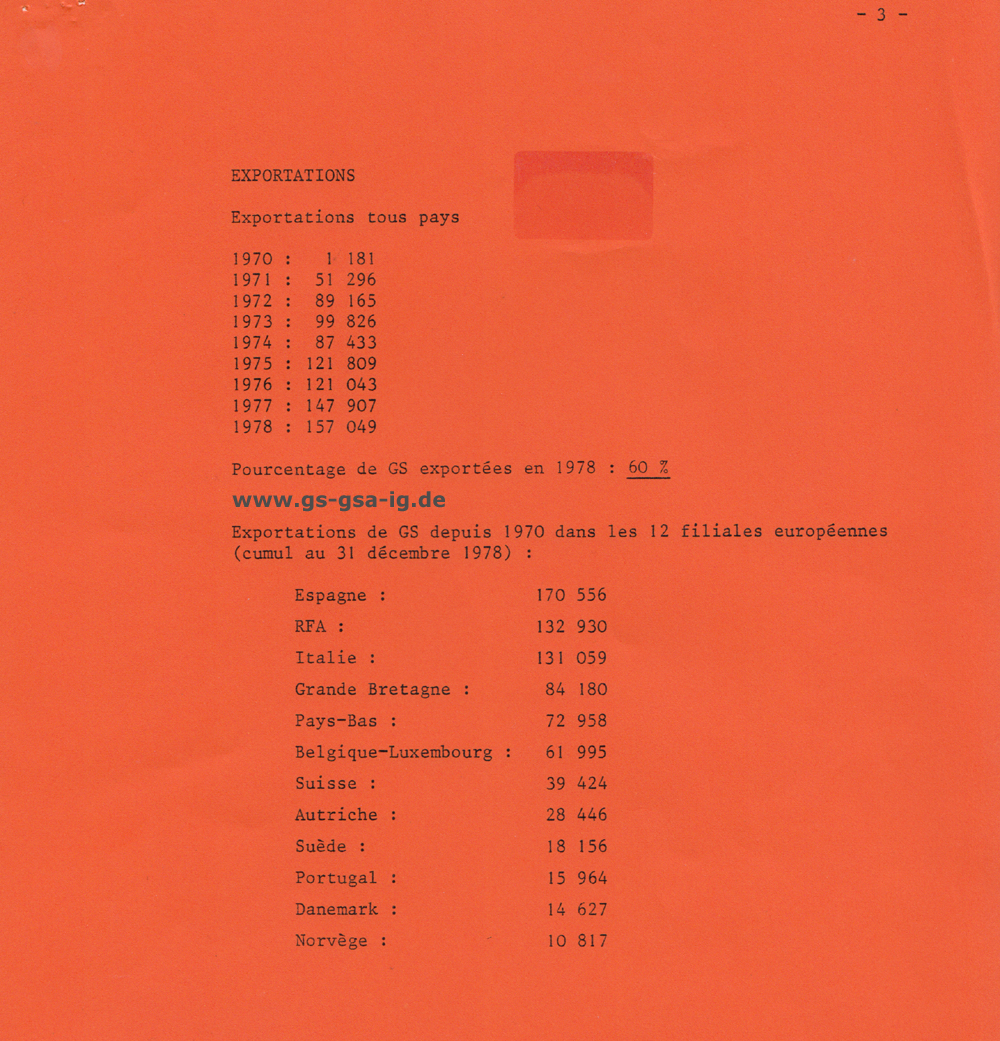 - 3 -
EXPORTATIONS
Exportations tous pays
1970 : 1 181
1971 : 51 296
1972 : 89 165
1973 : 99 826
1974 : 87 433
1975 : 121 809
1976 : 121 043
1977 : 147 907
1978 : 157 049
Pourcentage de GS exportées en 1978 : 60 %
www.gs-gsa-ig.de
Exportations de GS depuis 1970 dans les 12 filiales européennes
(cumul au 31 décembre 1978) :
Espagne : 170 556
RFA : 132 930
Italie : 131 059
Grande Bretagne : 84 180
Pays-Bas : 72 958
Belgique-Luxembourg : 61 995
Suisse : 39 424
Autriche : 28 446
Suède : 18 156
Portugal : 15 964
Danemark : 14 627
Norvège : 10 817